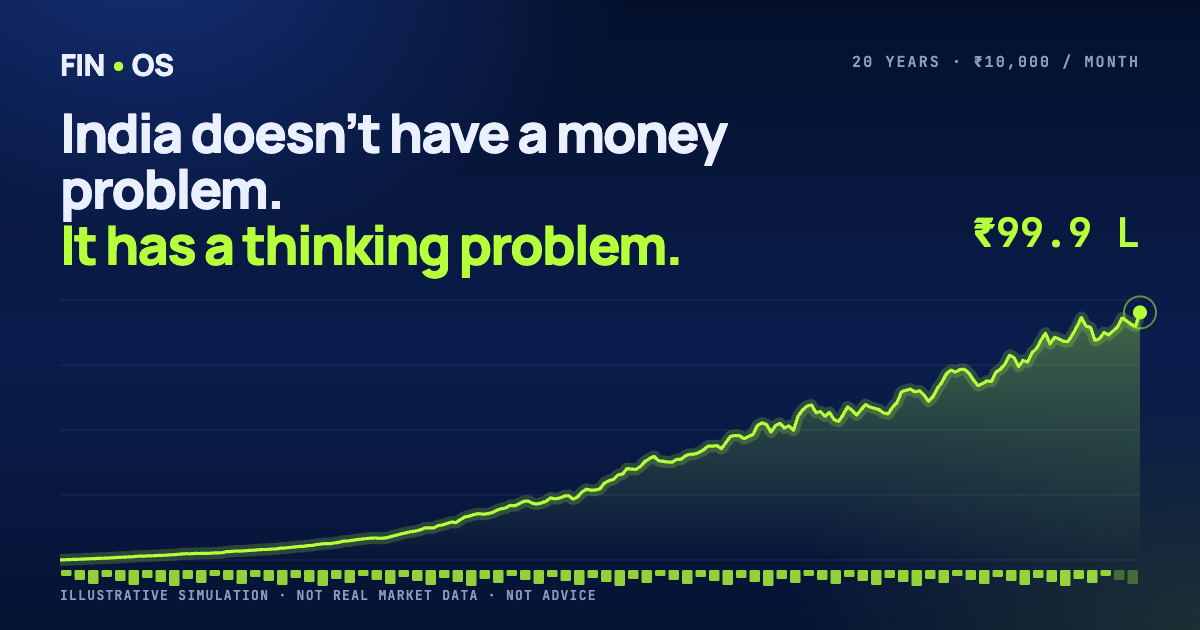 FIN • OS
20 YEARS · ₹10,000 / MONTH
India doesn’t have a money
problem.
It has a thinking problem.
₹99.9 L
ILLUSTRATIVE SIMULATION · NOT REAL MARKET DATA · NOT ADVICE